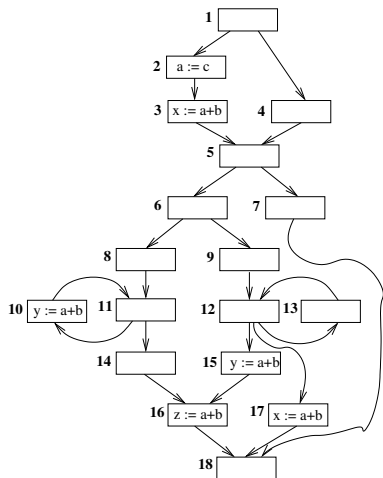 1
2 a := c
3 x := a+b 4
5
6 7
8 9
10 y := a+b 11 12 13
14 15 y := a+b
16 z := a+b 17 x := a+b
18